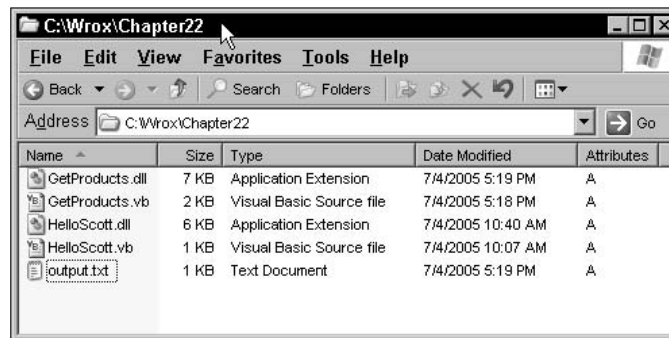 C:\Wrox\Chapter22
File Edit View Favorites Tools Help
Back Search Folders
Address C:\Wrox\Chapter22 Go
Name Size Type Date Modified Attributes
GetProducts.dll 7 KB Application Extension 7/4/2005 5:19 PM A
GetProducts.vb 2 KB Visual Basic Source file 7/4/2005 5:18 PM A
HelloScott.dll 6 KB Application Extension 7/4/2005 10:40 AM A
HelloScott.vb 1 KB Visual Basic Source file 7/4/2005 10:07 AM A
output.txt 1 KB Text Document 7/4/2005 5:19 PM A